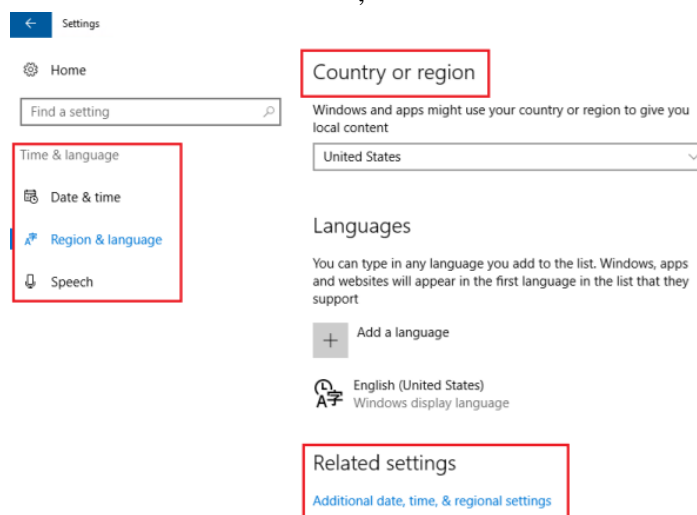 Settings
Home
Find a setting
Time & language
Date & time
Region & language
Speech
Country or region
Windows and apps might use your country or region to give you
local content
United States
Languages
You can type in any language you add to the list. Windows, apps
and websites will appear in the first language in the list that they
support
Add a language
English (United States)
Windows display language
Related settings
Additional date, time, & regional settings